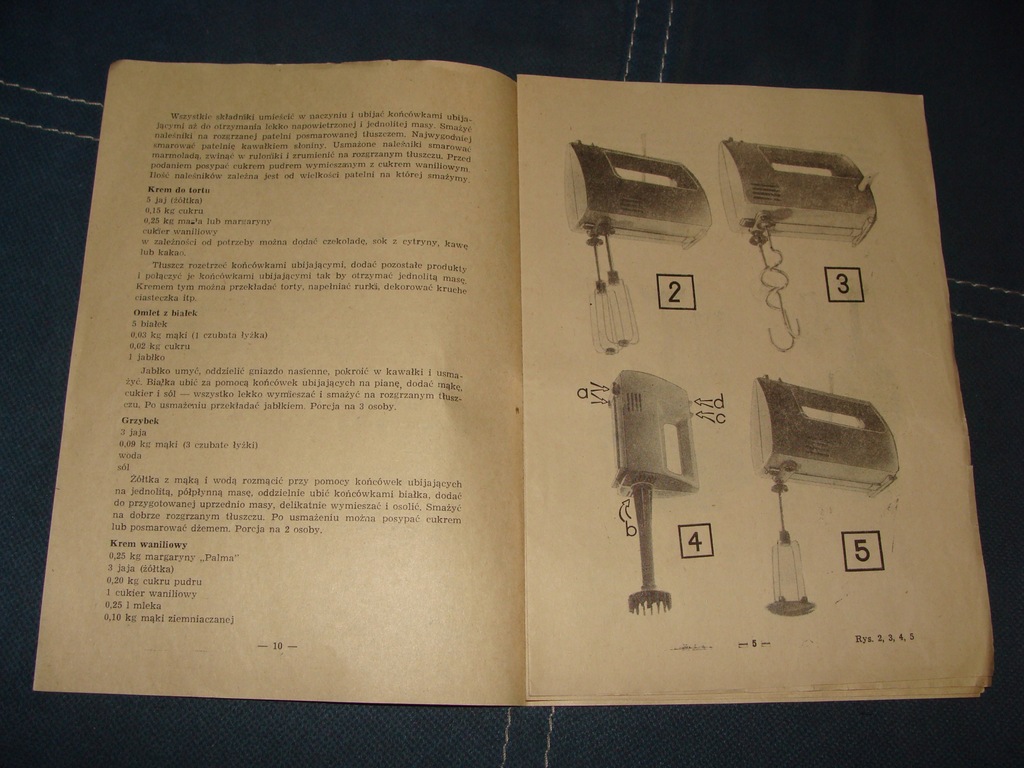 Wszystkie składniki umieścić w naczyniu i ubijać końcówkami ubija-
jącymi aż do otrzymania lekko napowietrzonej i jednolitej masy. Smażyć
naleśniki na rozgrzanej patelni posmarowanej tłuszczem. Najwygodniej
smarować patelnię kawałkiem słoniny. Usmażone naleśniki smarować
marmoladą, zwinąć w ruloniki i zrumienić na rozgrzanym tłuszczu. Przed
podaniem posypać cukrem pudrem wymieszanym z cukrem waniliowym.
Ilość naleśników zależna jest od wielkości patelni na której smażymy.
Krem do tortu
5 jaj (żółtka)
0,15 kg cukru
0,25 kg masła lub margaryny
cukier waniliowy
w zależności od potrzeby można dodać czekoladę, sok z cytryny, kawę
lub kakao.
Tłuszcz rozetrzeć końcówkami ubijającymi, dodać pozostałe produkty
i połączyć je końcówkami ubijającymi tak by otrzymać jednolitą masę.
Kremem tym można przekładać torty, napełniać rurki, dekorować kruche
ciasteczka itp.
Omlet z białek
5 białek
0,03 kg mąki (1 czubata łyżka)
0,02 kg cukru
1 jabłko
Jabłko umyć, oddzielić gniazdo nasienne, pokroić w kawałki i usma-
żyć. Białka ubić za pomocą końcówek ubijających na pianę, dodać mąkę,
cukier i sól — wszystko lekko wymieszać i smażyć na rozgrzanym tłusz-
czu. Po usmażeniu przekładać jabłkiem. Porcja na 3 osoby.
Grzybek
3 jaja
0,09 kg mąki (3 czubate łyżki)
woda
sól
Żółtka z mąką i wodą rozmącić przy pomocy końcówek ubijających
na jednolitą, półpłynną masę, oddzielnie ubić końcówkami białka, dodać
do przygotowanej uprzednio masy, delikatnie wymieszać i osolić. Smażyć
na dobrze rozgrzanym tłuszczu. Po usmażeniu można posypać cukrem
lub posmarować dżemem. Porcja na 2 osoby.
Krem waniliowy
0,25 kg margaryny „Palma"
3 jaja (żółtka)
0,20 kg cukru pudru
1 cukier waniliowy
0,25 l mleka
0,10 kg mąki ziemniaczanej
— 10 —
2
3
a
d
c
b
4
5
— 5 —
Rys. 2, 3, 4, 5